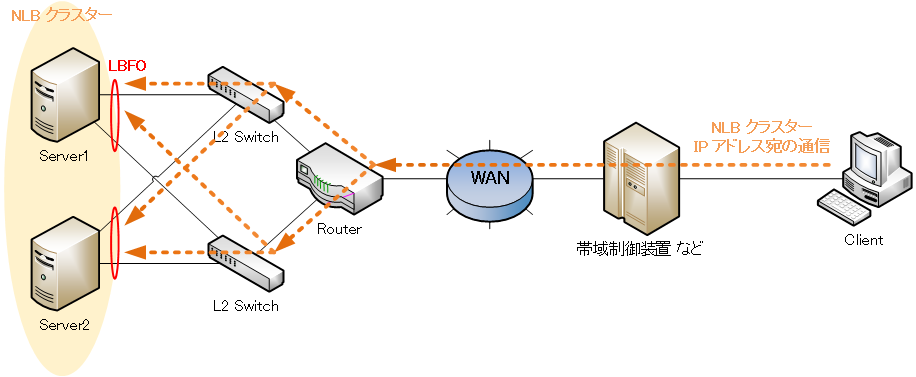 NLB クラスター
LBFO
Server1
L2 Switch
Router
WAN
NLB クラスター
IP アドレス宛の通信
帯域制御装置 など
Client
Server2
L2 Switch